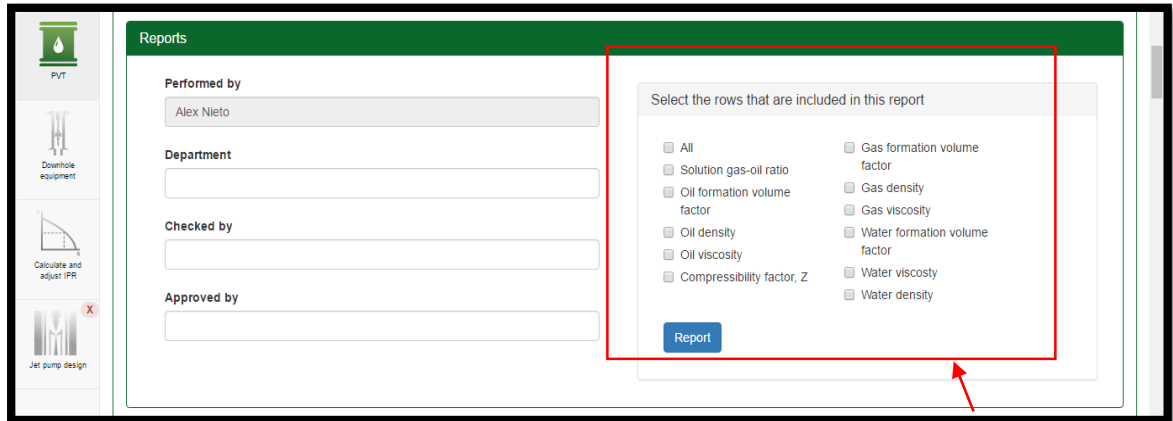 PVT
Downhole
equipment
Calculate and
adjust IPR
X
Jet pump design
Reports
Performed by
Alex Nieto
Department
Checked by
Approved by
Select the rows that are included in this report
All
Solution gas-oil ratio
Oil formation volume
factor
Oil density
Oil viscosity
Compressibility factor, Z
Gas formation volume
factor
Gas density
Gas viscosity
Water formation volume
factor
Water viscosty
Water density
Report